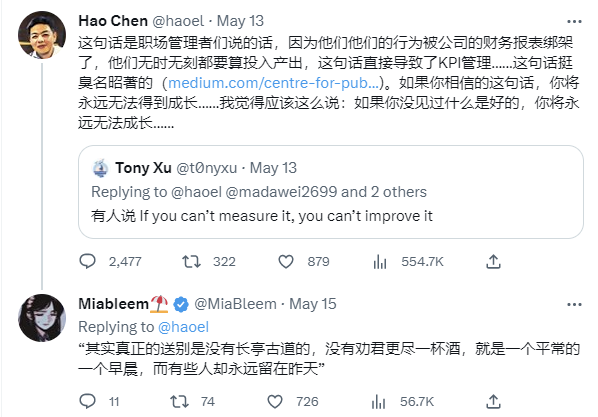 Hao Chen @haoel · May 13
这句话是职场管理者们说的话，因为他们他们的行为被公司的财务报表绑架
了，他们无时无刻都要算投入产出，这句话直接导致了KPI管理......这句话挺
臭名昭著的（medium.com/centre-for-pub...)。如果你相信的这句话，你将
永远无法得到成长......我觉得应该这么说：如果你没见过什么是好的，你将永
远无法成长......
Tony Xu @t0nyxu · May 13
Replying to @haoel @madawei2699 and 2 others
有人说 If you can’t measure it, you can’t improve it
2,477 322 879 554.7K
Miableem⛱️ @MiaBleem · May 15
Replying to @haoel
“其实真正的送别是没有长亭古道的，没有劝君更尽一杯酒，就是一个平常的
一个早晨，而有些人却永远留在昨天”
11 74 726 56.7K